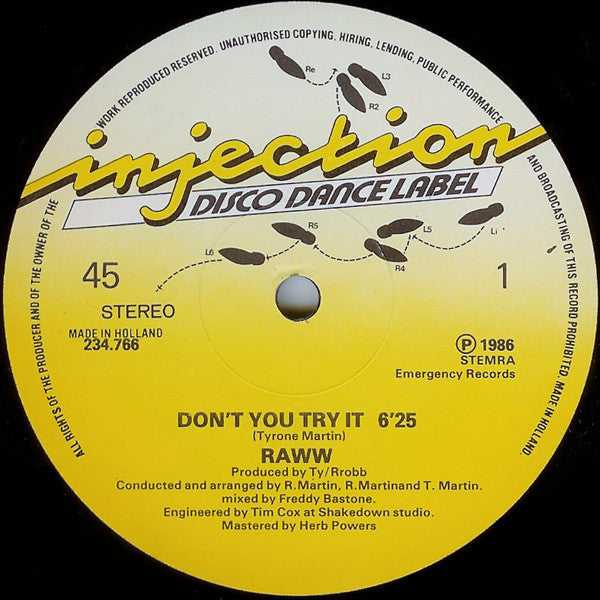 ALL RIGHTS OF THE PRODUCER AND OF THE OWNER OF THE WORK REPRODUCED RESERVED. UNAUTHORISED COPYING, HIRING, LENDING, PUBLIC PERFORMANCE AND BROADCASTING OF THIS RECORD PROHIBITED. MADE IN HOLLAND.
Re
L3
R2
injection
DISCO DANCE LABEL
L6
R5
R4
L5
Li
45
1
STEREO
MADE IN HOLLAND
234.766
Ⓟ 1986
STEMRA
Emergency Records
DON'T YOU TRY IT 6'25
(Tyrone Martin)
RAWW
Produced by Ty/Rrobb
Conducted and arranged by R.Martin, R.Martinand T. Martin.
mixed by Freddy Bastone.
Engineered by Tim Cox at Shakedown studio.
Mastered by Herb Powers